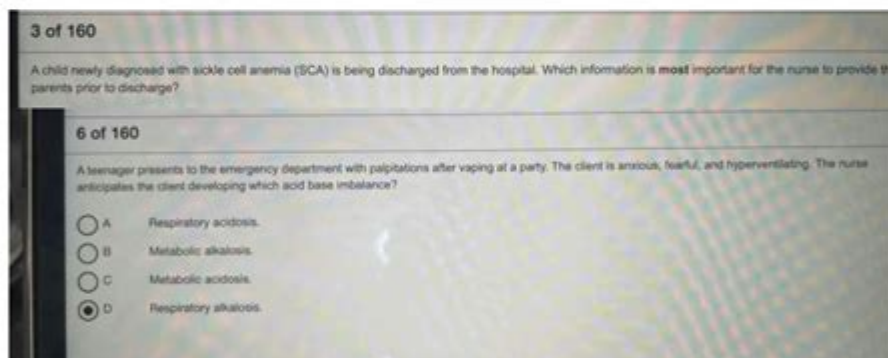 3 of 160
A child newly diagnosed with sickle cell anemia (SCA) is being discharged from the hospital. Which information is most important for the nurse to provide
parents prior to discharge?
6 of 160
A teenager presents to the emergency department with palpitations after vaping at a party. The client is anxious, fearful, and hyperventilating. The nurse
anticipates the client developing which acid base imbalance?
A Respiratory acidosis.
B Metabolic alkalosis.
C Metabolic acidosis.
D Respiratory alkalosis.